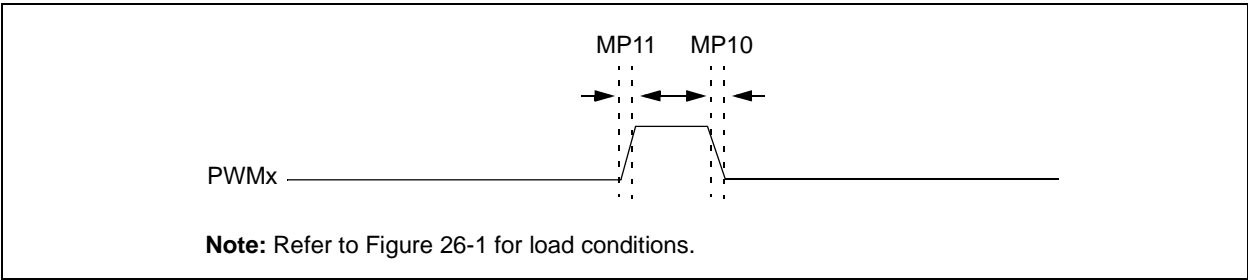 MP11 MP10
PWMx
Note: Refer to Figure 26-1 for load conditions.